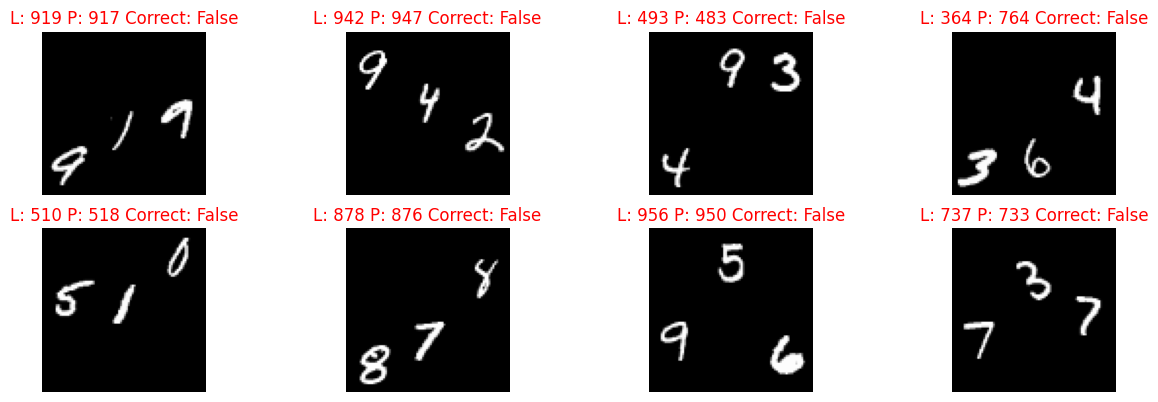 L: 919 P: 917 Correct: False L: 942 P: 947 Correct: False L: 493 P: 483 Correct: False L: 364 P: 764 Correct: False
9 1 9
9 4 2
4 9 3
3 6 4
L: 510 P: 518 Correct: False L: 878 P: 876 Correct: False L: 956 P: 950 Correct: False L: 737 P: 733 Correct: False
5 1 0
8 7 8
9 5 6
7 3 7